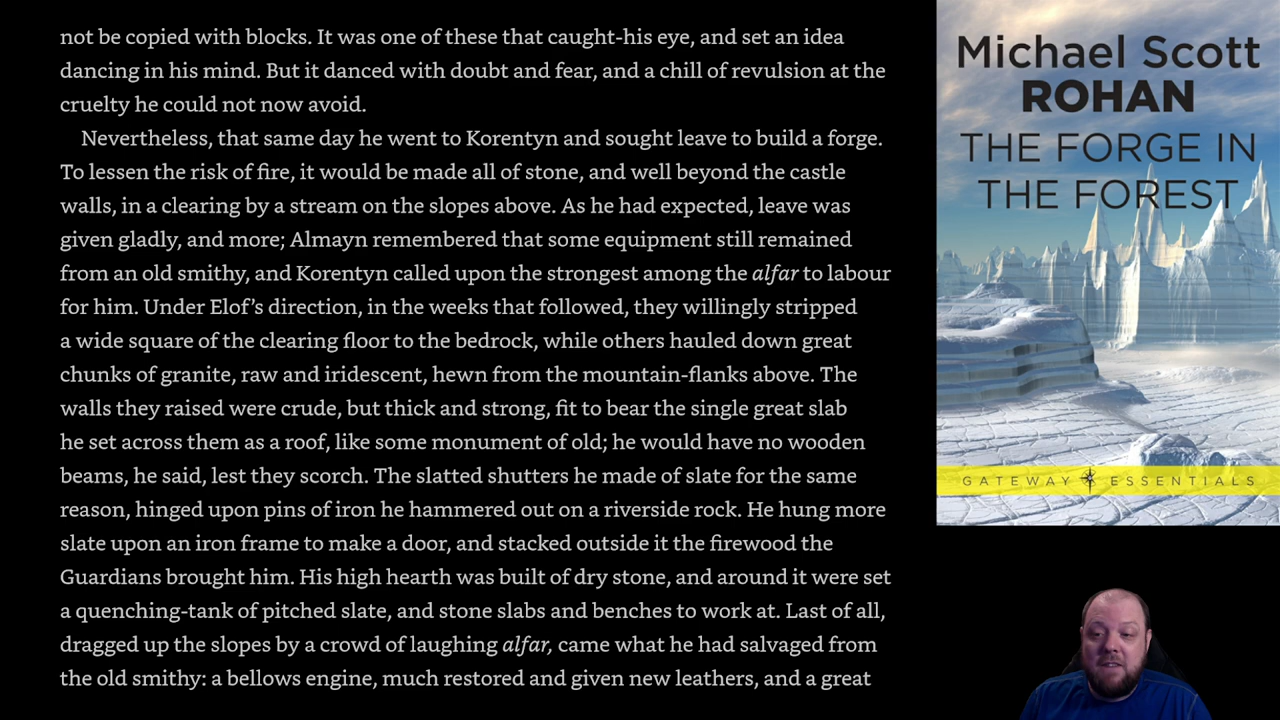 not be copied with blocks. It was one of these that caught-his eye, and set an idea
dancing in his mind. But it danced with doubt and fear, and a chill of revulsion at the
cruelty he could not now avoid.
Nevertheless, that same day he went to Korentyn and sought leave to build a forge.
To lessen the risk of fire, it would be made all of stone, and well beyond the castle
walls, in a clearing by a stream on the slopes above. As he had expected, leave was
given gladly, and more; Almayn remembered that some equipment still remained
from an old smithy, and Korentyn called upon the strongest among the alfar to labour
for him. Under Elof’s direction, in the weeks that followed, they willingly stripped
a wide square of the clearing floor to the bedrock, while others hauled down great
chunks of granite, raw and iridescent, hewn from the mountain-flanks above. The
walls they raised were crude, but thick and strong, fit to bear the single great slab
he set across them as a roof, like some monument of old; he would have no wooden
beams, he said, lest they scorch. The slatted shutters he made of slate for the same
reason, hinged upon pins of iron he hammered out on a riverside rock. He hung more
slate upon an iron frame to make a door, and stacked outside it the firewood the
Guardians brought him. His high hearth was built of dry stone, and around it were set
a quenching-tank of pitched slate, and stone slabs and benches to work at. Last of all,
dragged up the slopes by a crowd of laughing alfar, came what he had salvaged from
the old smithy: a bellows engine, much restored and given new leathers, and a great
Michael Scott
ROHAN
THE FORGE IN
THE FOREST
GATEWAY ESSENTIALS